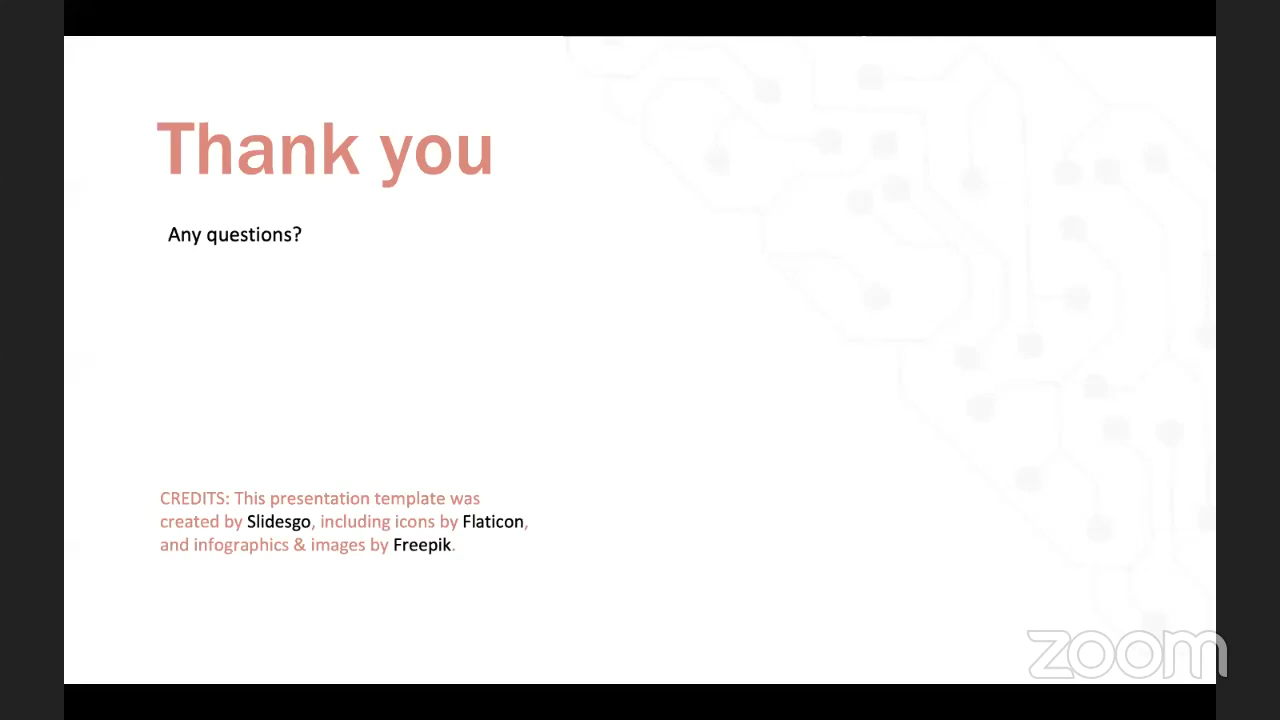 Thank you
Any questions?
CREDITS: This presentation template was
created by Slidesgo, including icons by Flaticon,
and infographics & images by Freepik.
zoom